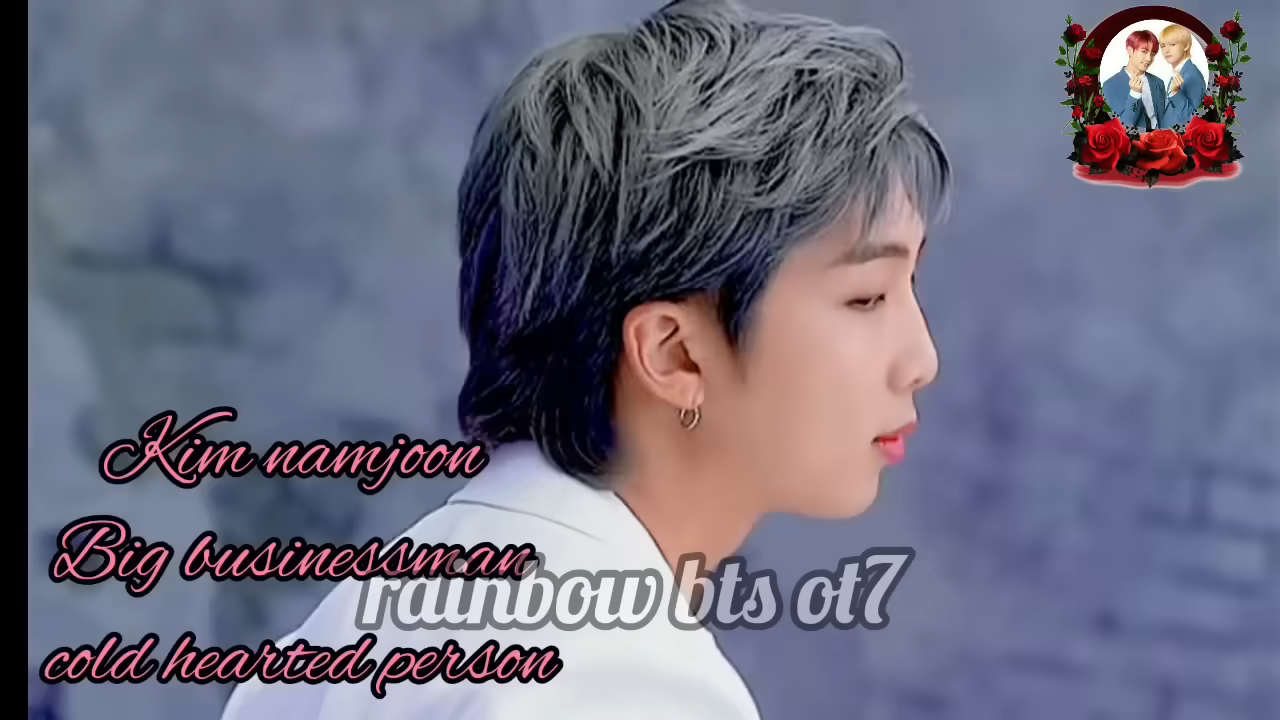 Kim namjoon
Big businessman
rainbow bts ot7
cold hearted person